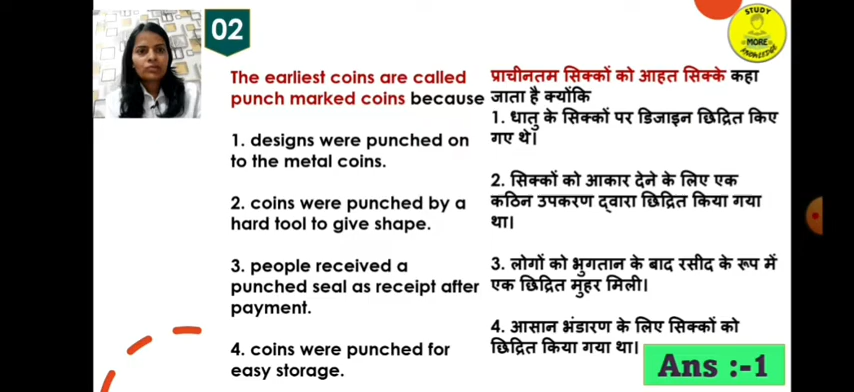 02
STUDY
MORE
KNOWLEDGE
The earliest coins are called
punch marked coins because
1. designs were punched on
to the metal coins.
2. coins were punched by a
hard tool to give shape.
3. people received a
punched seal as receipt after
payment.
4. coins were punched for
easy storage.
प्राचीनतम सिक्कों को आहत सिक्के कहा
जाता है क्योंकि
1. धातु के सिक्कों पर डिजाइन छिद्रित किए
गए थे।
2. सिक्कों को आकार देने के लिए एक
कठिन उपकरण द्वारा छिद्रित किया गया
था।
3. लोगों को भुगतान के बाद रसीद के रूप में
एक छिद्रित मुहर मिली।
4. आसान भंडारण के लिए सिक्कों को
छिद्रित किया गया था।
Ans :-1